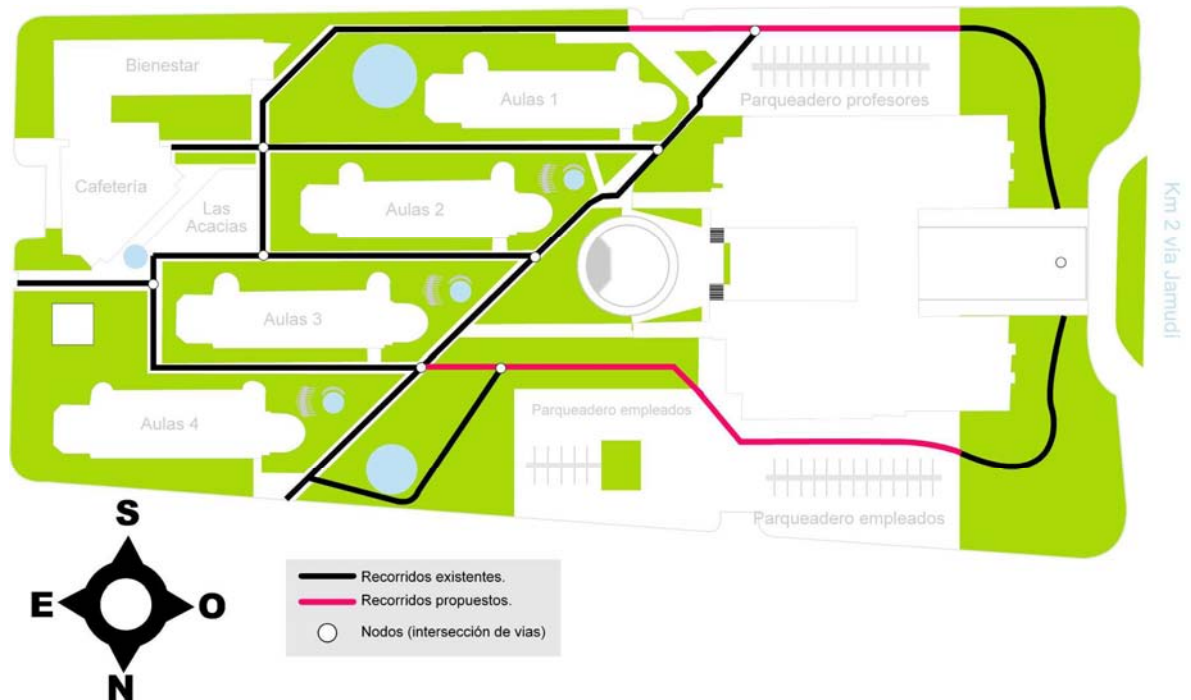 Bienestar
Aulas 1
Parqueadero profesores
Cafetería
Las
Acacias
Aulas 2
Km 2 vía Jamudí
Aulas 3
Aulas 4
Parqueadero empleados
Parqueadero empleados
S
E
O
N
Recorridos existentes.
Recorridos propuestos.
Nodos (intersección de vias)